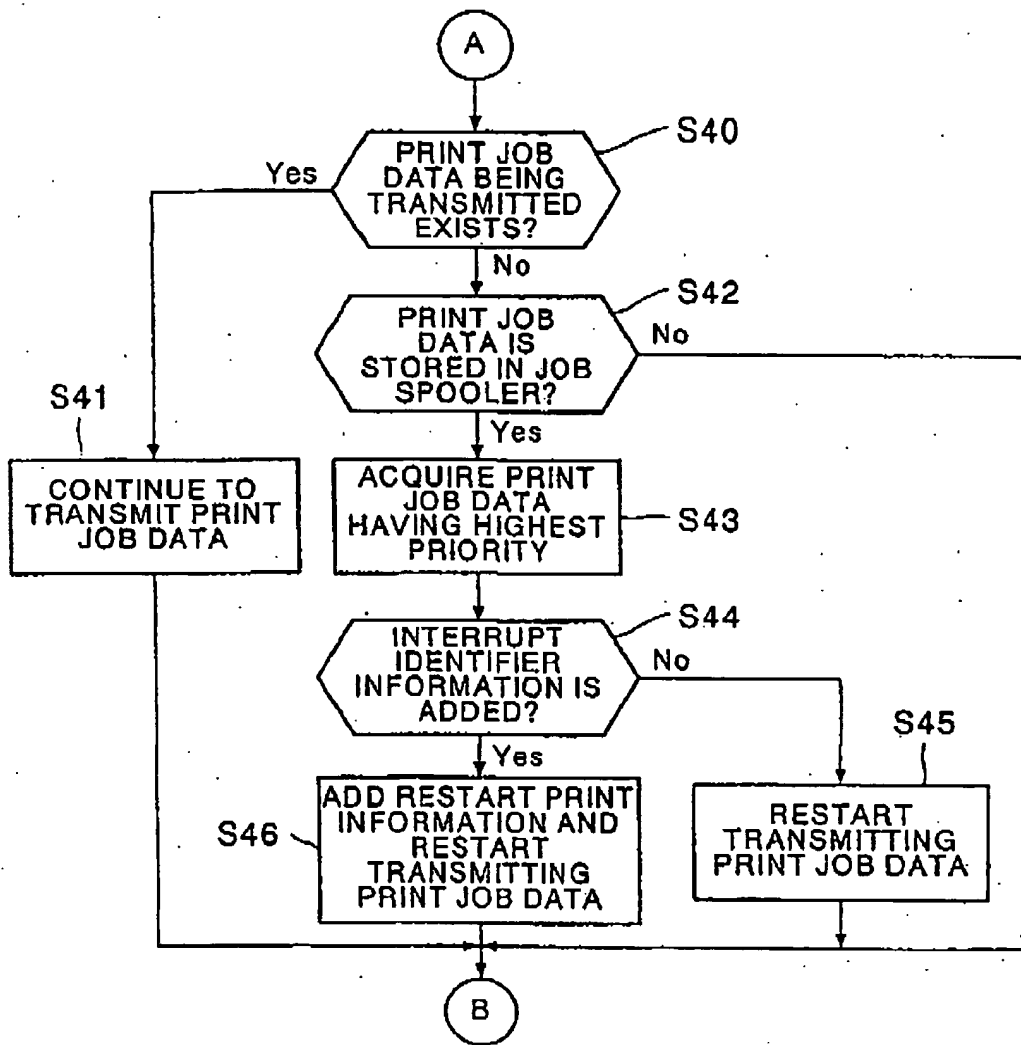 A
S40
PRINT JOB
DATA BEING
TRANSMITTED
EXISTS?
Yes
No
S42
PRINT JOB
DATA IS
STORED IN JOB
SPOOLER?
No
Yes
S41
CONTINUE TO
TRANSMIT PRINT
JOB DATA
ACQUIRE PRINT
JOB DATA
HAVING HIGHEST
PRIORITY
S43
S44
INTERRUPT
IDENTIFIER
INFORMATION IS
ADDED?
No
Yes
S45
S46
ADD RESTART PRINT
INFORMATION AND
RESTART
TRANSMITTING
PRINT JOB DATA
RESTART
TRANSMITTING
PRINT JOB DATA
B